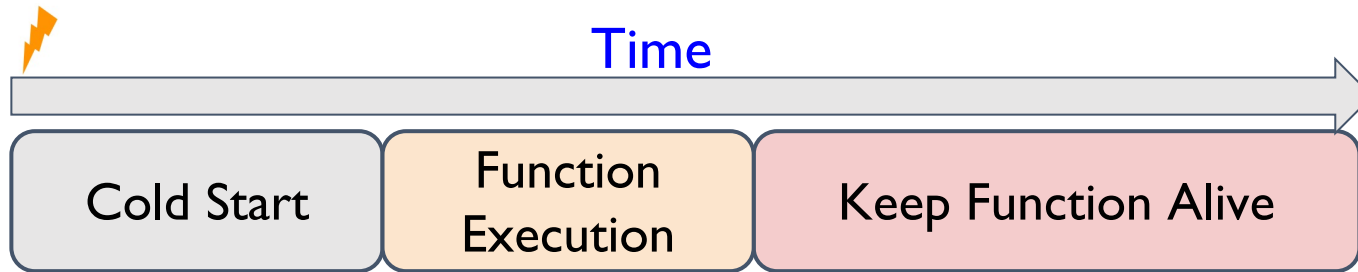 Time
Cold Start
Function
Execution
Keep Function Alive